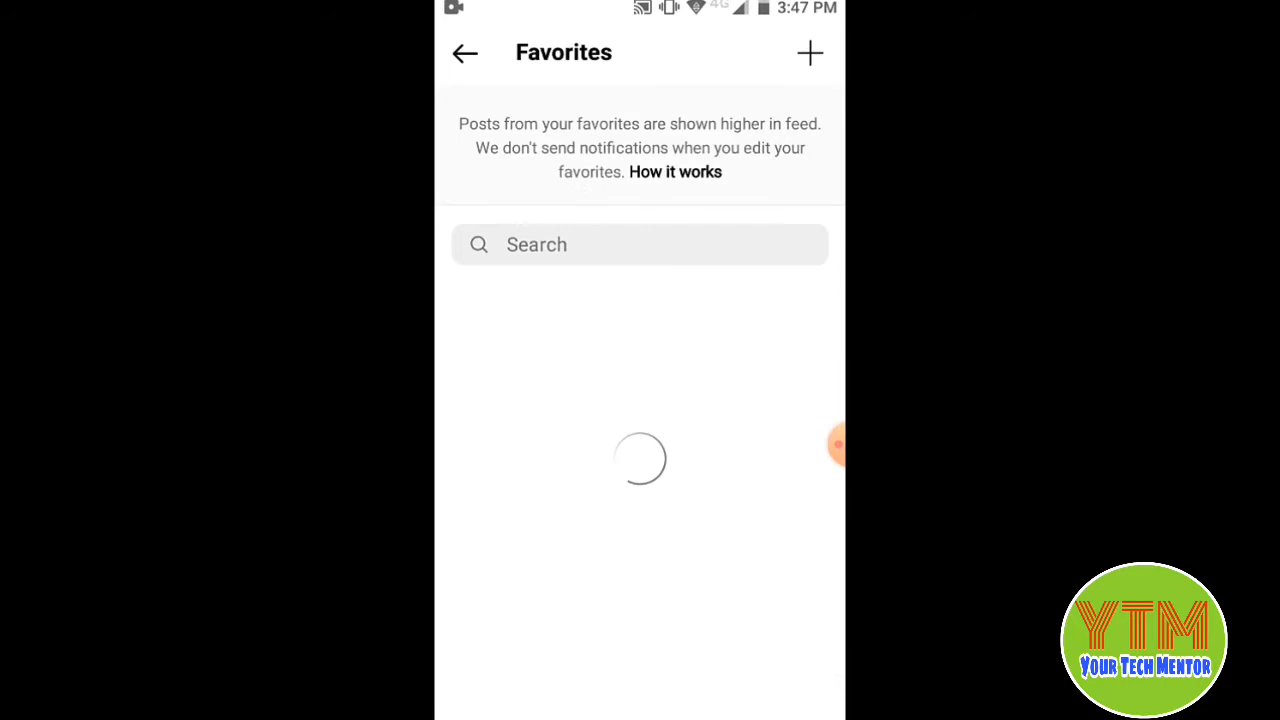 4G 3:47 PM
Favorites
Posts from your favorites are shown higher in feed.
We don't send notifications when you edit your
favorites. How it works
Search
YTM
YOUR TECH MENTOR